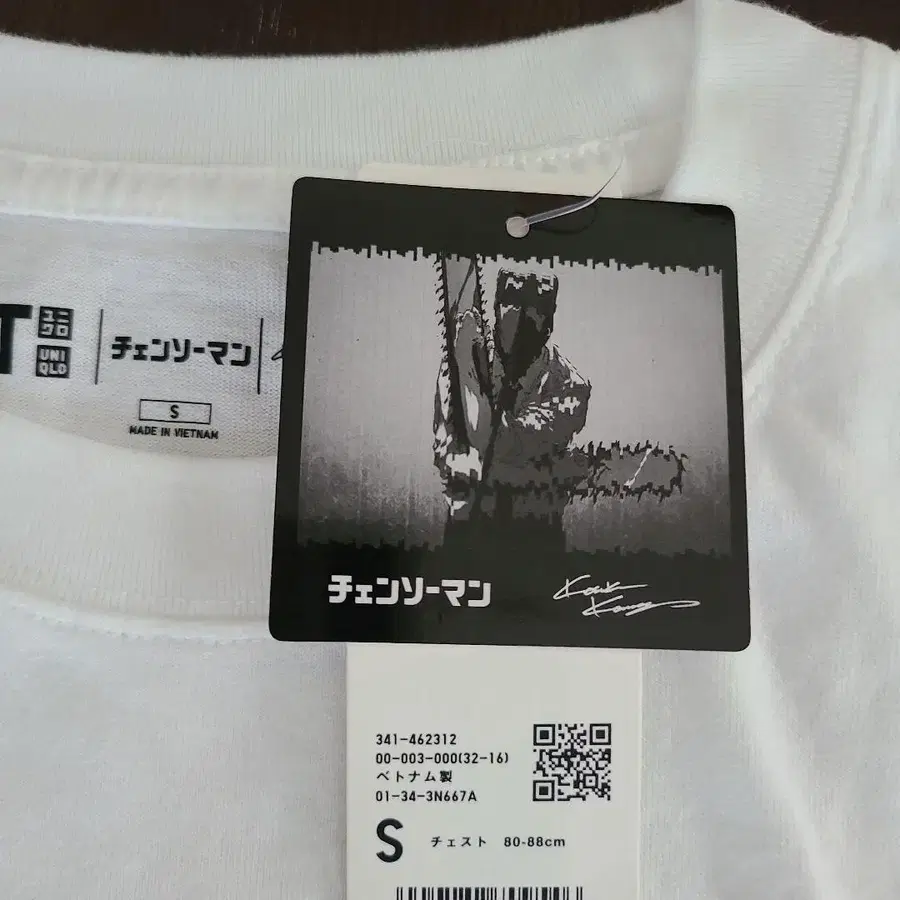 T
ユニ
クロ
UNI
QLO
チェンソーマン
S
MADE IN VIETNAM
チェンソーマン
341-462312
00-003-000(32-16)
ベトナム製
01-34-3N667A
S チェスト 80-88cm